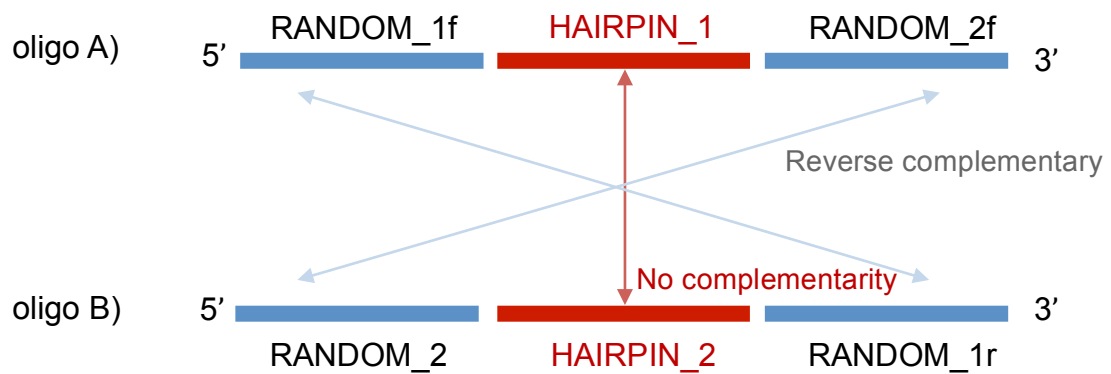 RANDOM_1f HAIRPIN_1 RANDOM_2f
oligo A) 5’ 3’
Reverse complementary
No complementarity
oligo B) 5’ 3’
RANDOM_2 HAIRPIN_2 RANDOM_1r